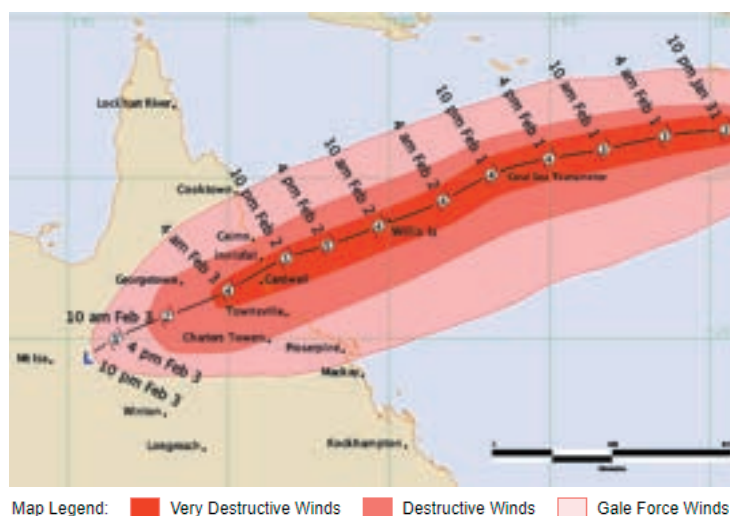 10 pm Jan 31
4 am Feb 1
10 am Feb 1
4 pm Feb 1
10 pm Feb 1
4 am Feb 2
10 am Feb 2
4 pm Feb 2
10 pm Feb 2
am Feb 3
10 am Feb 3
4 pm Feb 3
10 pm Feb 3
Lockhart River
Cooktown
Cairns
Innisfail
Georgetown
Cardwell
Willis Is
Townsville
Charters Towers
Proserpine
Mackay
Mt Isa
Winton
Longreach
Rockhampton
L
Map Legend: Very Destructive Winds Destructive Winds Gale Force Winds